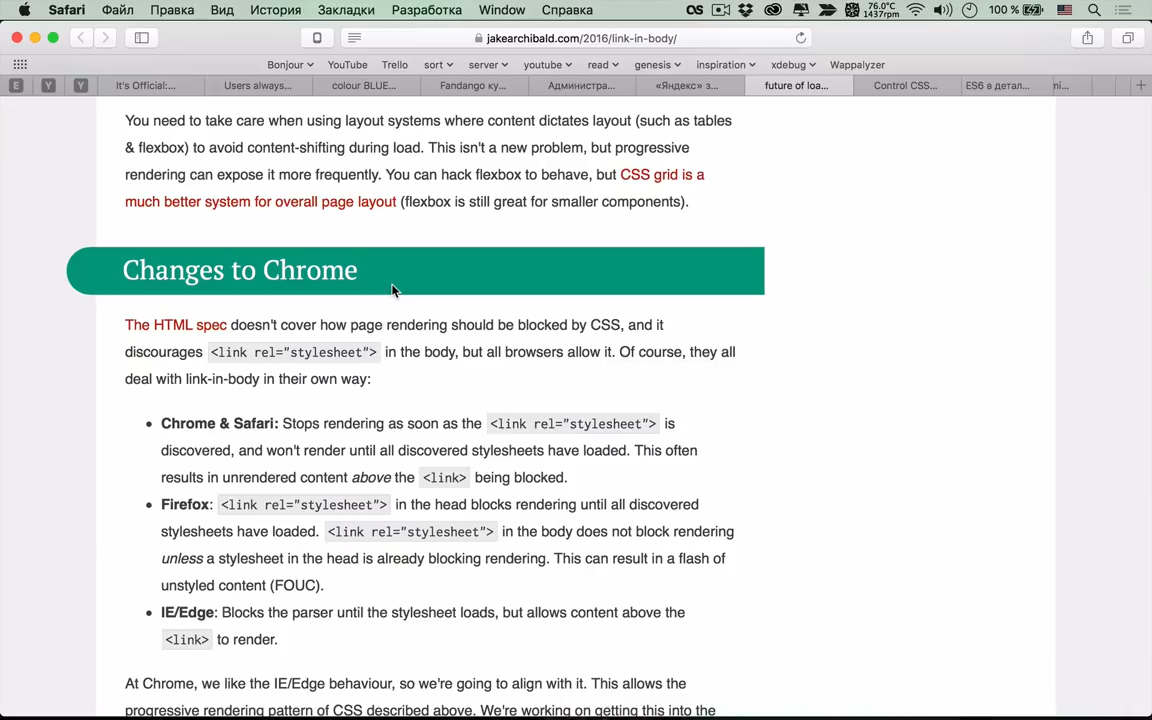 Safari Файл Правка Вид История Закладки Разработка Window Справка 76.0°C 1437rpm 100 %
jakearchibald.com/2016/link-in-body/
Bonjour YouTube Trello sort server youtube read genesis inspiration xdebug Wappalyzer
E Y Y It's Official:... Users always... colour BLUE... Fandango ку... Администра... «Яндекс» з... future of loa... Control CSS... ES6 в детал... ni...
You need to take care when using layout systems where content dictates layout (such as tables
& flexbox) to avoid content-shifting during load. This isn't a new problem, but progressive
rendering can expose it more frequently. You can hack flexbox to behave, but CSS grid is a
much better system for overall page layout (flexbox is still great for smaller components).
Changes to Chrome
The HTML spec doesn't cover how page rendering should be blocked by CSS, and it
discourages <link rel="stylesheet"> in the body, but all browsers allow it. Of course, they all
deal with link-in-body in their own way:
• Chrome & Safari: Stops rendering as soon as the <link rel="stylesheet"> is
discovered, and won't render until all discovered stylesheets have loaded. This often
results in unrendered content above the <link> being blocked.
• Firefox: <link rel="stylesheet"> in the head blocks rendering until all discovered
stylesheets have loaded. <link rel="stylesheet"> in the body does not block rendering
unless a stylesheet in the head is already blocking rendering. This can result in a flash of
unstyled content (FOUC).
• IE/Edge: Blocks the parser until the stylesheet loads, but allows content above the
<link> to render.
At Chrome, we like the IE/Edge behaviour, so we're going to align with it. This allows the
progressive rendering pattern of CSS described above. We're working on getting this into the